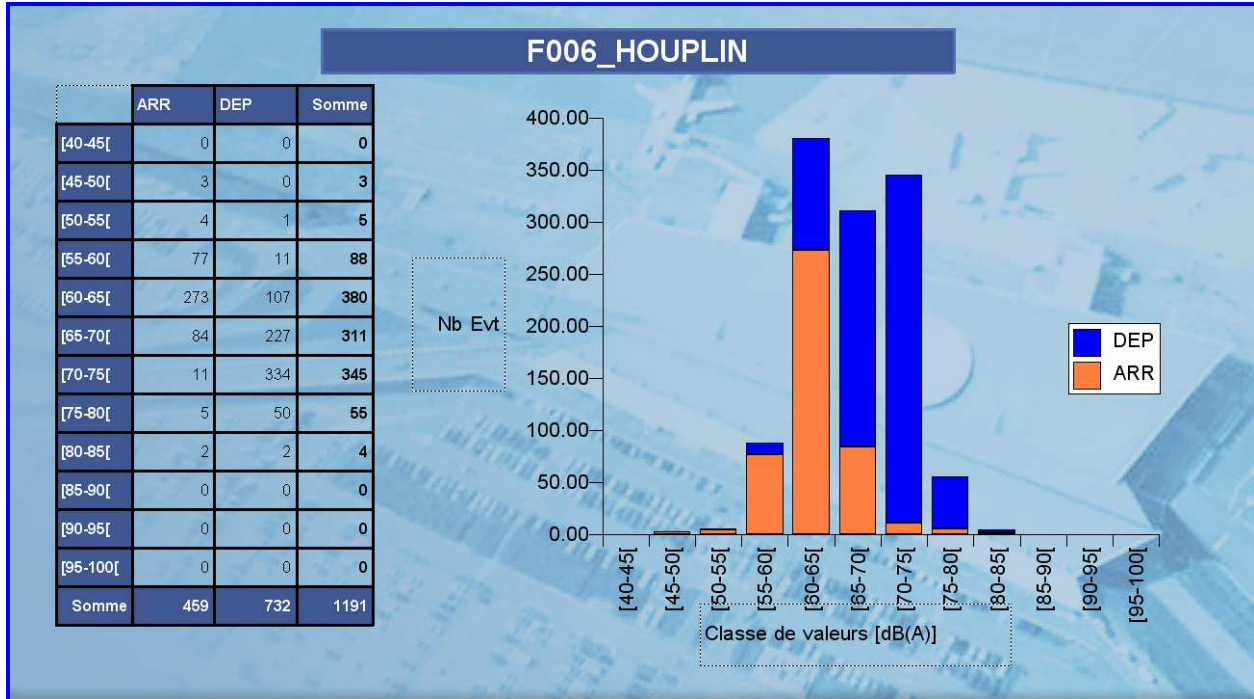 F006_HOUPLIN
ARR DEP Somme
[40-45[ 0 0 0
[45-50[ 3 0 3
[50-55[ 4 1 5
[55-60[ 77 11 88
[60-65[ 273 107 380
[65-70[ 84 227 311
[70-75[ 11 334 345
[75-80[ 5 50 55
[80-85[ 2 2 4
[85-90[ 0 0 0
[90-95[ 0 0 0
[95-100[ 0 0 0
Somme 459 732 1191
Nb Evt
400.00
350.00
300.00
250.00
200.00
150.00
100.00
50.00
0.00
[40-45[
[45-50[
[50-55[
[55-60[
[60-65[
[65-70[
[70-75[
[75-80[
[80-85[
[85-90[
[90-95[
[95-100[
Classe de valeurs [dB(A)]
DEP
ARR